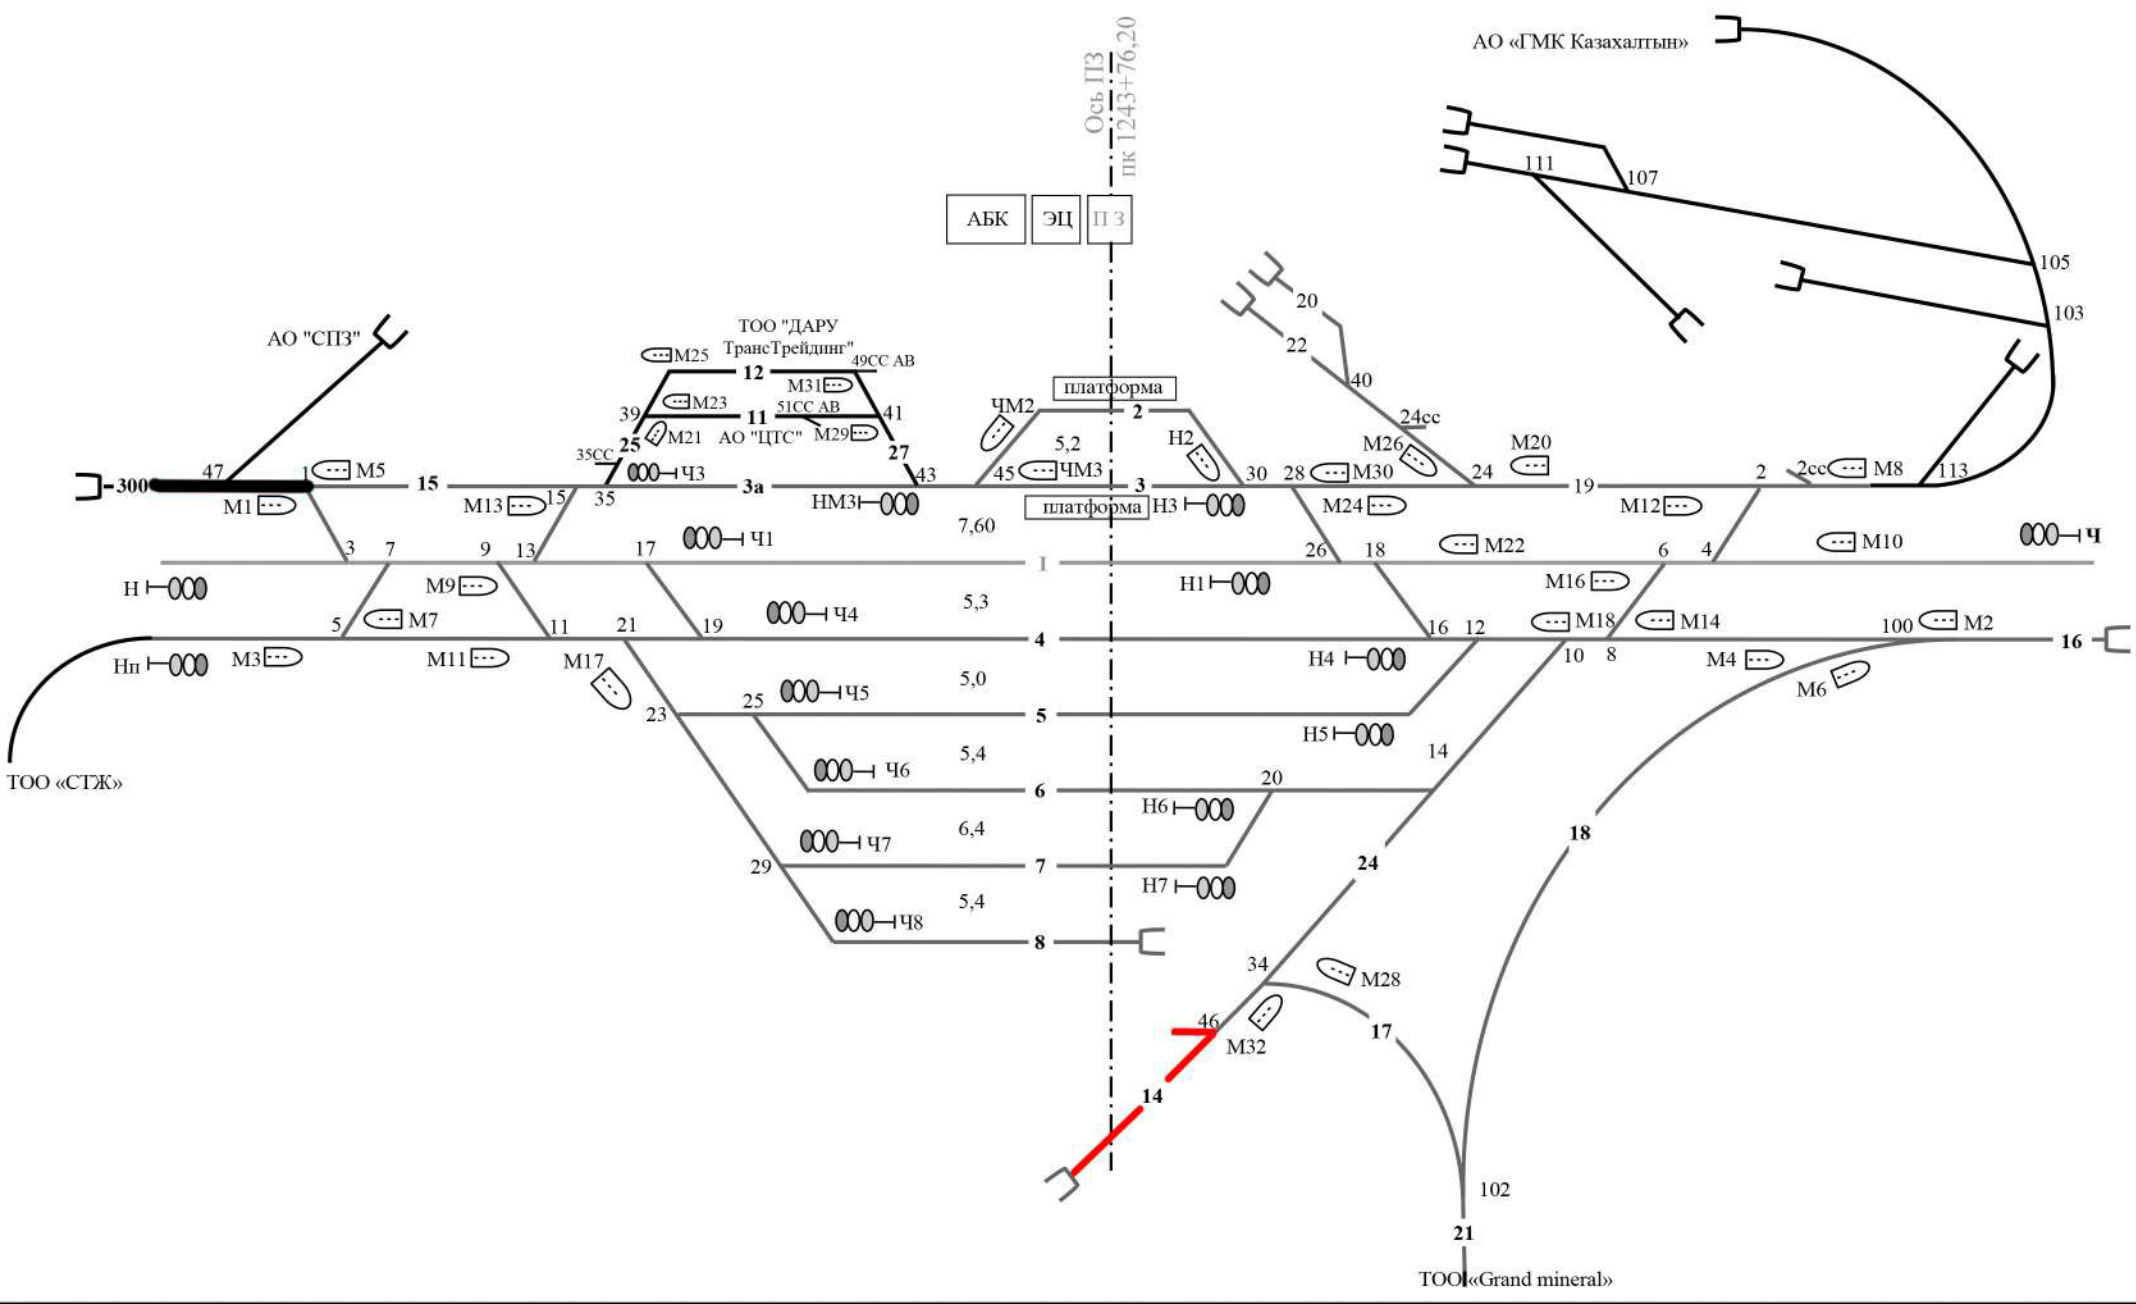 АО «ГМК Казахалтын»
Ось ПЗ
пк 1243+76,20
111
107
АБК
ЭЦ
П З
105
103
20
22
40
24сс
АО "СПЗ"
ТОО "ДАРУ
ТрансТрейдинг"
М25
49СС АВ
12
М31
М23
51СС АВ
39
11
41
М21
АО "ЦТС"
М29
25
27
35СС
Ч3
43
платформа
ЧМ2
2
5,2
Н2
45
ЧМ3
М26
М20
300
47
1
М5
15
М1
М13
15
35
3а
НМ3
3
30
28
М30
24
19
2
2сс
М8
113
платформа
Н3
М24
М12
7,60
Ч1
3
7
9
13
17
I
26
18
М22
6
4
М10
Ч
Н
М9
Н1
М16
5,3
Ч4
5
М7
11
21
19
4
16
12
М18
М14
100
М2
16
Нп
М3
М11
М17
Н4
10
8
М4
М6
5,0
Ч5
23
25
5
Н5
14
5,4
Ч6
6
20
ТОО «СТЖ»
Н6
6,4
Ч7
18
29
7
24
Н7
5,4
Ч8
8
34
М28
46
М32
17
14
102
21
ТОО «Grand mineral»